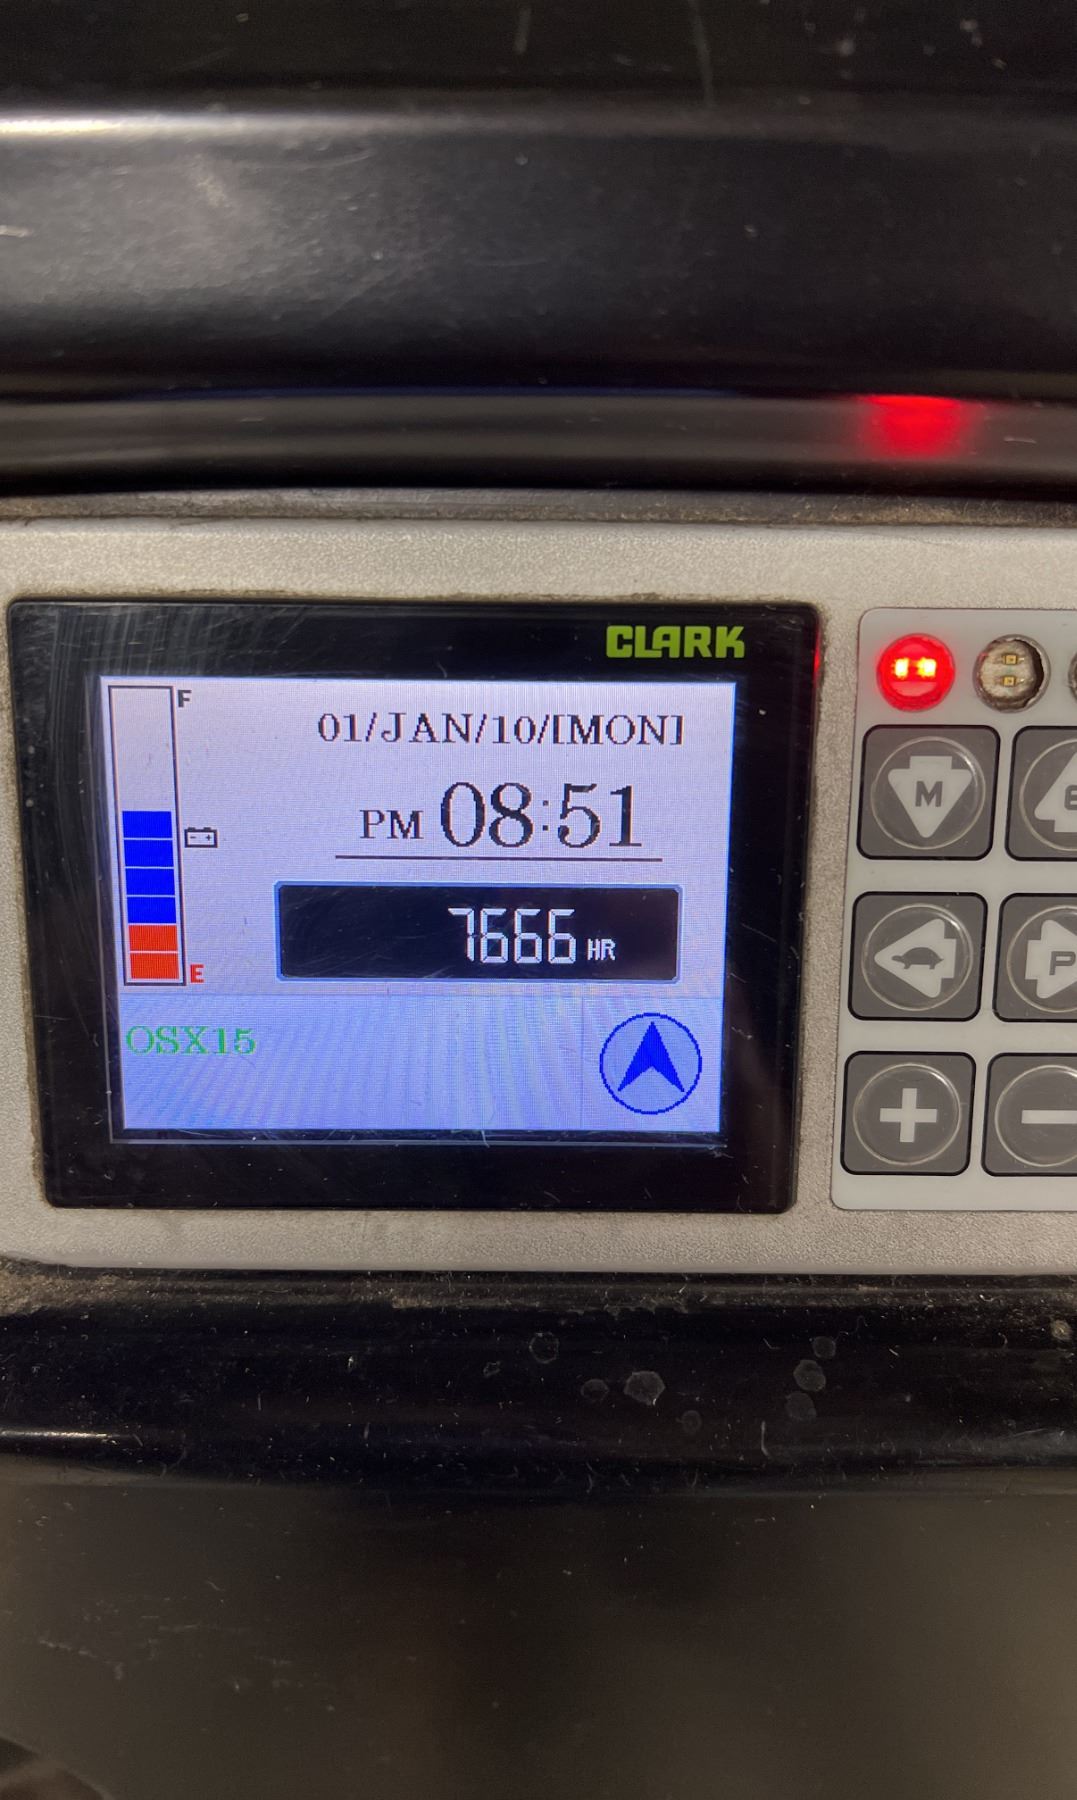 CLARK
F
01/JAN/10/[MON]
PM 08:51
7666 HR
E
OSX15
M
P